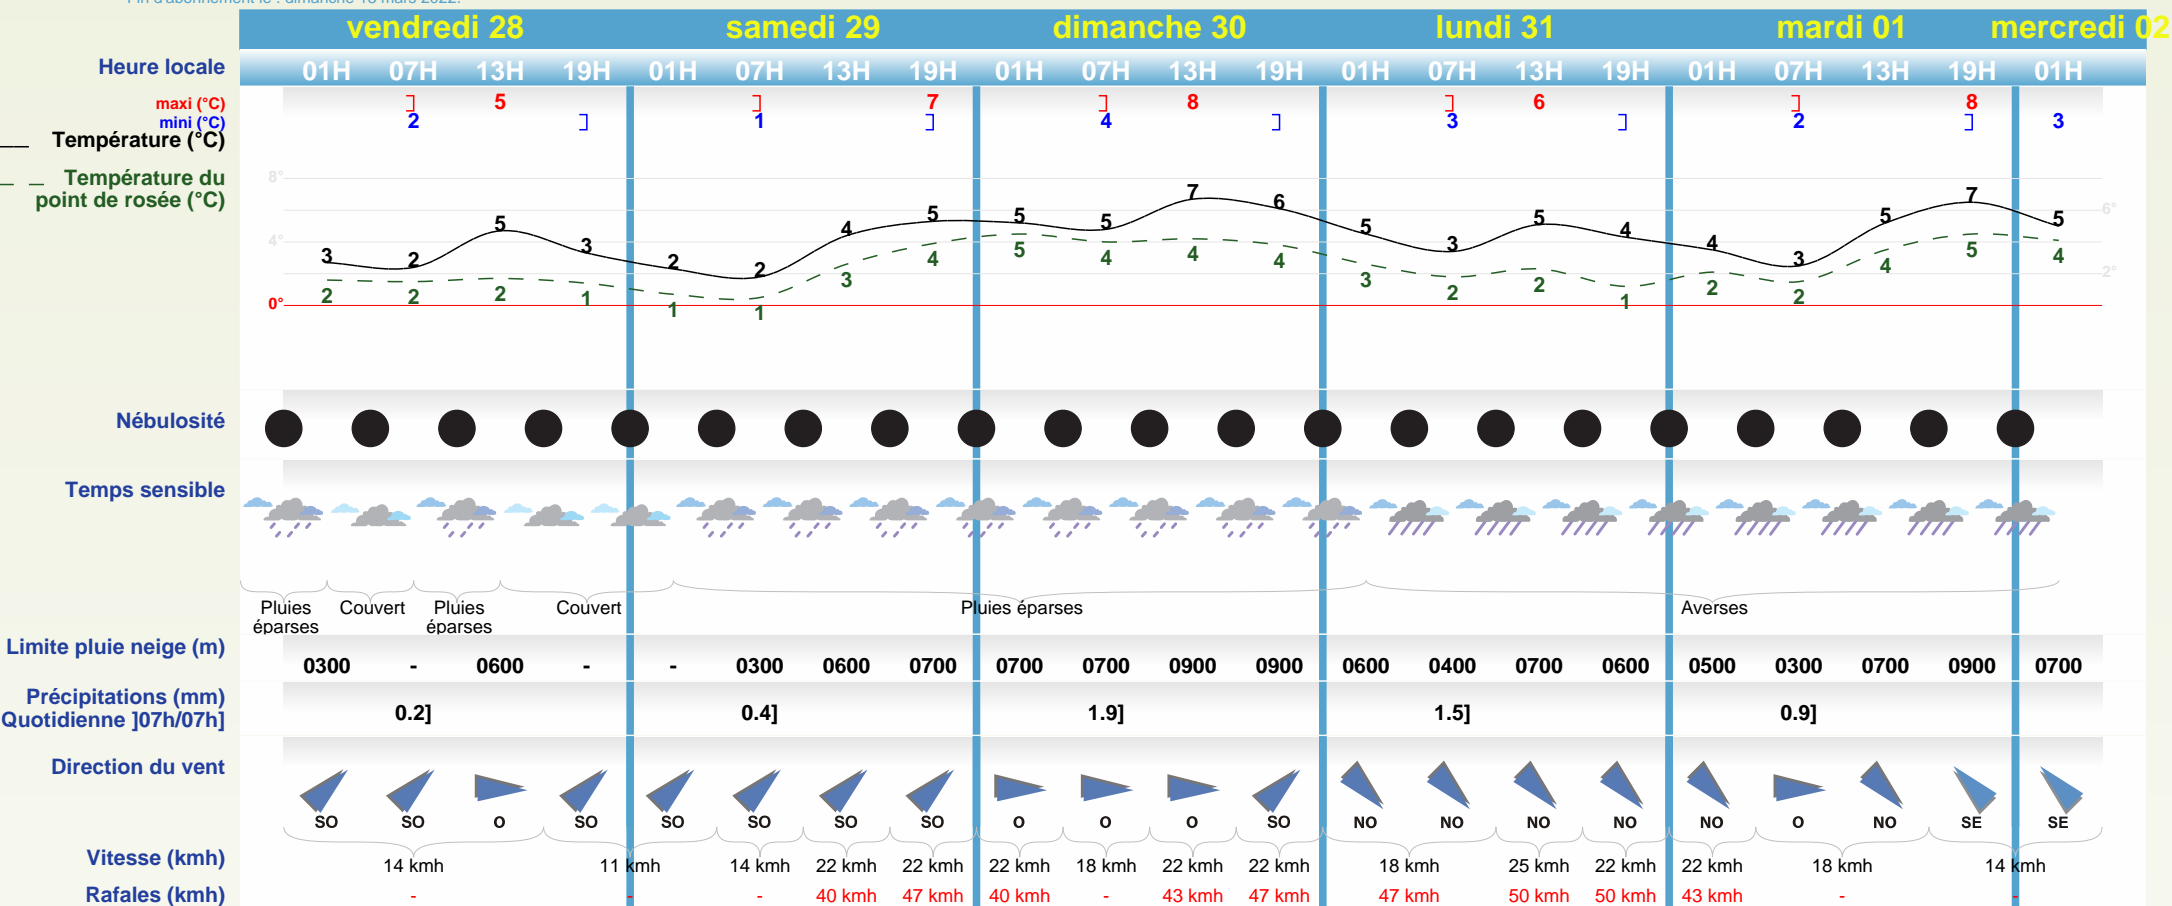 Fin d'abonnement le : dimanche 13 mars 2022.
vendredi 28 samedi 29 dimanche 30 lundi 31 mardi 01 mercredi 02
Heure locale 01H 07H 13H 19H 01H 07H 13H 19H 01H 07H 13H 19H 01H 07H 13H 19H 01H 07H 13H 19H 01H
maxi (°C) ] 5 ] 7 ] 8 ] 6 ] 8
mini (°C) 2 ] 1 ] 4 ] 3 ] 2 ] 3
Température (°C)
Température du
point de rosée (°C)
8° 6° 4° 2° 0°
3 2 5 3 2 2 4 5 5 5 7 6 5 3 5 4 4 3 5 7 5
2 2 2 1 1 1 3 4 5 4 4 4 3 2 2 1 2 2 4 5 4
Nébulosité
Temps sensible
Pluies Couvert Pluies Couvert Pluies éparses Averses
éparses éparses
Limite pluie neige (m) 0300 - 0600 - - 0300 0600 0700 0700 0700 0900 0900 0600 0400 0700 0600 0500 0300 0700 0900 0700
Précipitations (mm)
Quotidienne ]07h/07h] 0.2] 0.4] 1.9] 1.5] 0.9]
Direction du vent
SO SO O SO SO SO SO SO O O O SO NO NO NO NO NO O NO SE SE
Vitesse (kmh) 14 kmh 11 kmh 14 kmh 22 kmh 22 kmh 22 kmh 18 kmh 22 kmh 22 kmh 18 kmh 25 kmh 22 kmh 22 kmh 18 kmh 14 kmh
Rafales (kmh) - - - 40 kmh 47 kmh 40 kmh - 43 kmh 47 kmh 47 kmh 50 kmh 50 kmh 43 kmh - -